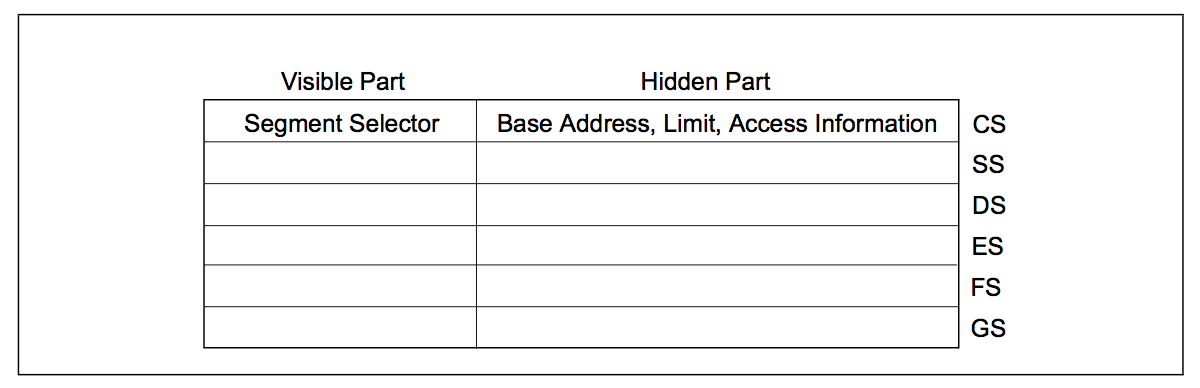 Visible Part Hidden Part
Segment Selector Base Address, Limit, Access Information CS
SS
DS
ES
FS
GS